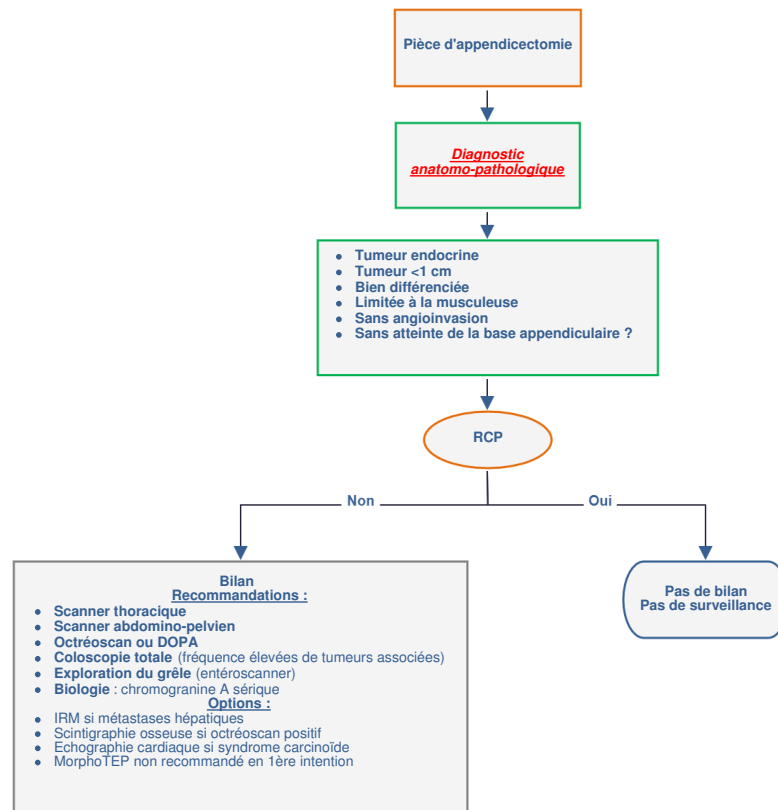 Pièce d'appendicectomie
Diagnostic
anatomo-pathologique
Tumeur endocrine
Tumeur <1 cm
Bien différenciée
Limitée à la musculeuse
Sans angioinvasion
Sans atteinte de la base appendiculaire ?
RCP
Non
Oui
Bilan
Recommandations :
Scanner thoracique
Scanner abdomino-pelvien
Octréoscan ou DOPA
Coloscopie totale (fréquence élevées de tumeurs associées)
Exploration du grêle (entéroscanner)
Biologie : chromogranine A sérique
Options :
IRM si métastases hépatiques
Scintigraphie osseuse si octréoscan positif
Echographie cardiaque si syndrome carcinoïde
MorphoTEP non recommandé en 1ère intention
Pas de bilan
Pas de surveillance